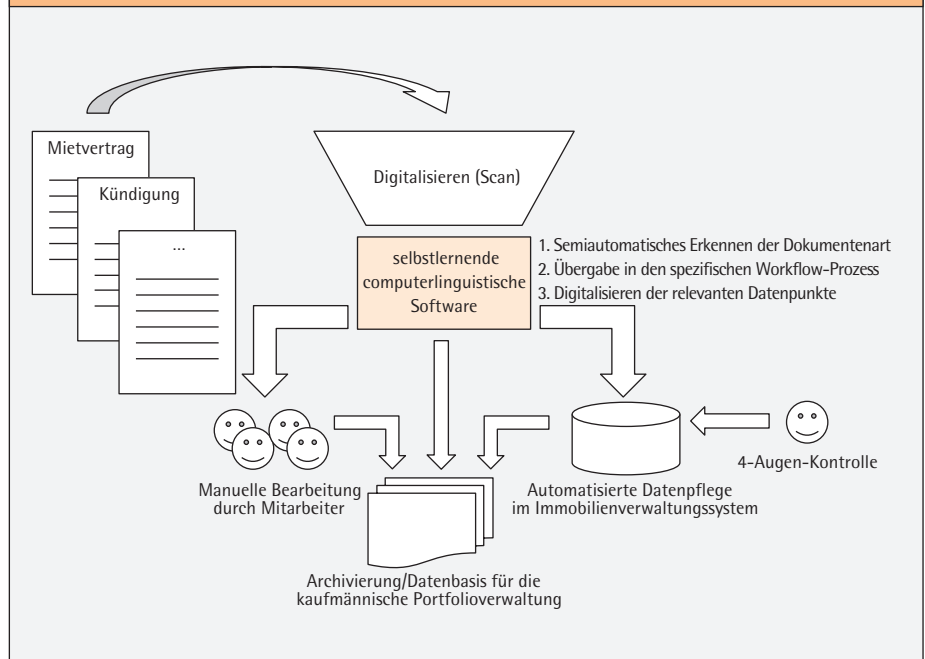 Mietvertrag
Kündigung
...
Digitalisieren (Scan)
selbstlernende
computerlinguistische
Software
1. Semiautomatisches Erkennen der Dokumentenart
2. Übergabe in den spezifischen Workflow-Prozess
3. Digitalisieren der relevanten Datenpunkte
4-Augen-Kontrolle
Manuelle Bearbeitung
durch Mitarbeiter
Automatisierte Datenpflege
im Immobilienverwaltungssystem
Archivierung/Datenbasis für die
kaufmännische Portfolioverwaltung